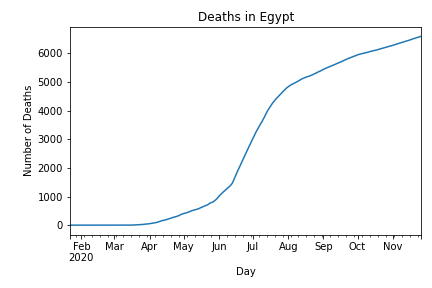 Deaths in Egypt
Number of Deaths
6000
5000
4000
3000
2000
1000
0
Feb Mar Apr May Jun Jul Aug Sep Oct Nov
2020
Day